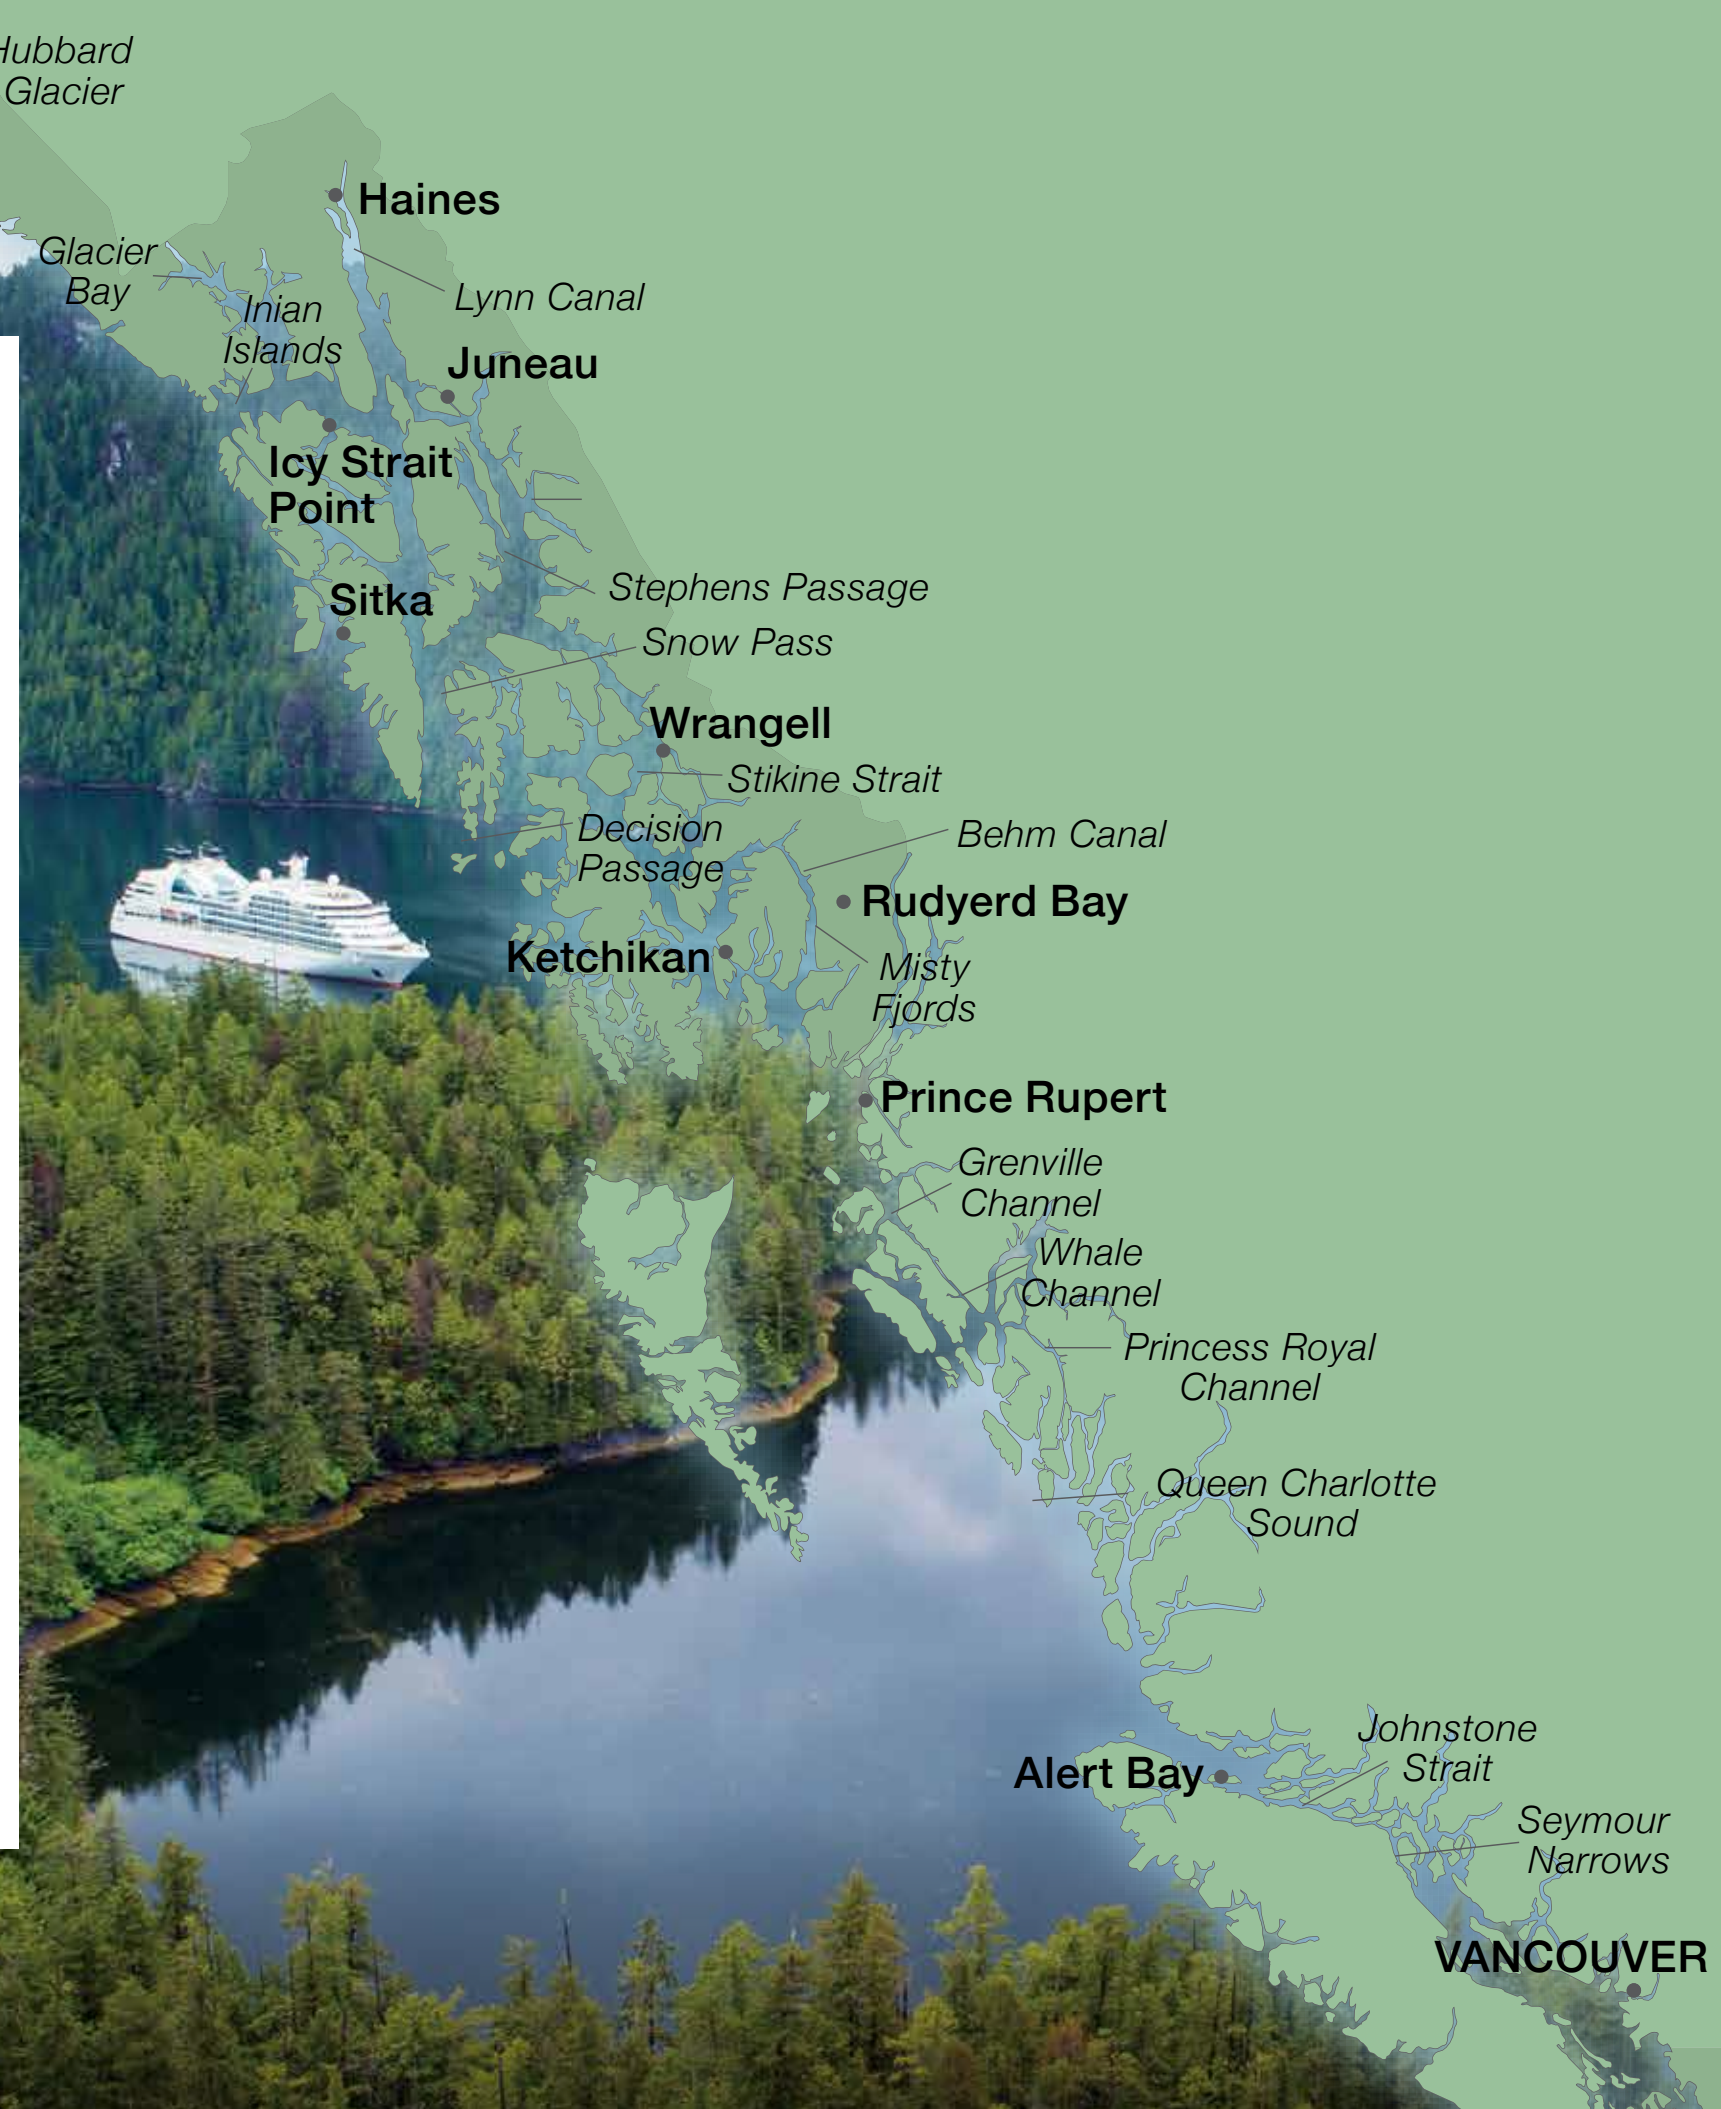 Hubbard
Glacier
Haines
Glacier
Bay
Lynn Canal
Inian
Islands
Juneau
Icy Strait
Point
Stephens Passage
Sitka
Snow Pass
Wrangell
Stikine Strait
Decision
Passage
Behm Canal
Rudyerd Bay
Ketchikan
Misty
Fjords
Prince Rupert
Grenville
Channel
Whale
Channel
Princess Royal
Channel
Queen Charlotte
Sound
Johnstone
Strait
Alert Bay
Seymour
Narrows
VANCOUVER